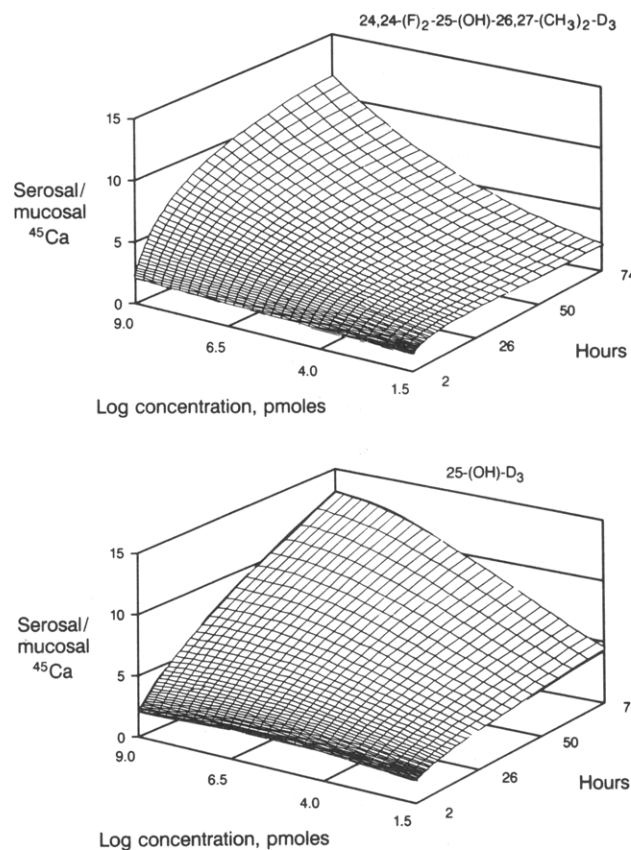 24,24-(F)₂-25-(OH)-26,27-(CH₃)₂-D₃
15
10
5
0
Serosal/
mucosal
⁴⁵Ca
9.0
6.5
4.0
1.5
Log concentration, pmoles
2
26
50
74
Hours
25-(OH)-D₃
15
10
5
0
Serosal/
mucosal
⁴⁵Ca
9.0
6.5
4.0
1.5
Log concentration, pmoles
2
26
50
7
Hours